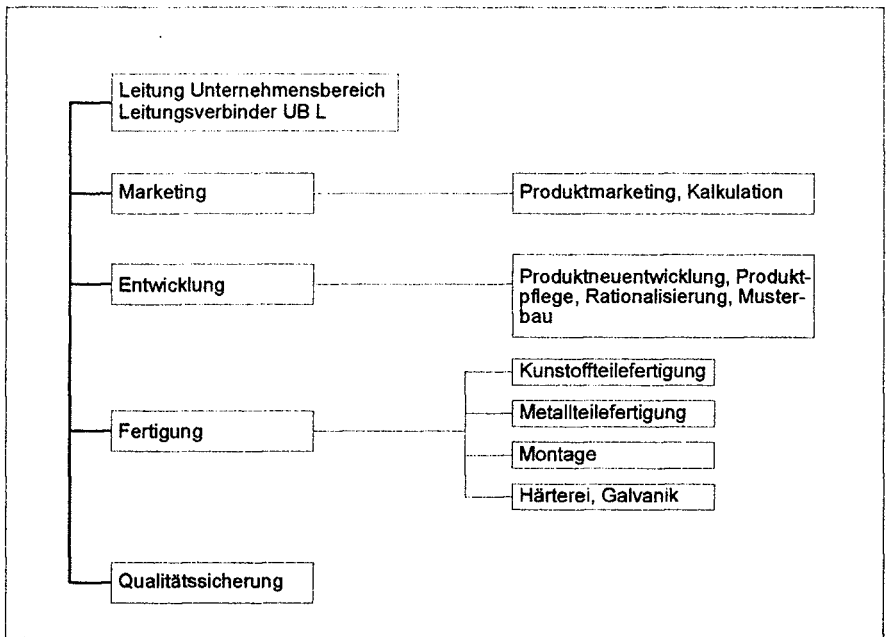 Leitung Unternehmensbereich
Leitungsverbinder UB L
Marketing
Produktmarketing, Kalkulation
Entwicklung
Produktneuentwicklung, Produkt-
pflege, Rationalisierung, Muster-
bau
Fertigung
Kunstoffteilefertigung
Metallteilefertigung
Montage
Härterei, Galvanik
Qualitätssicherung